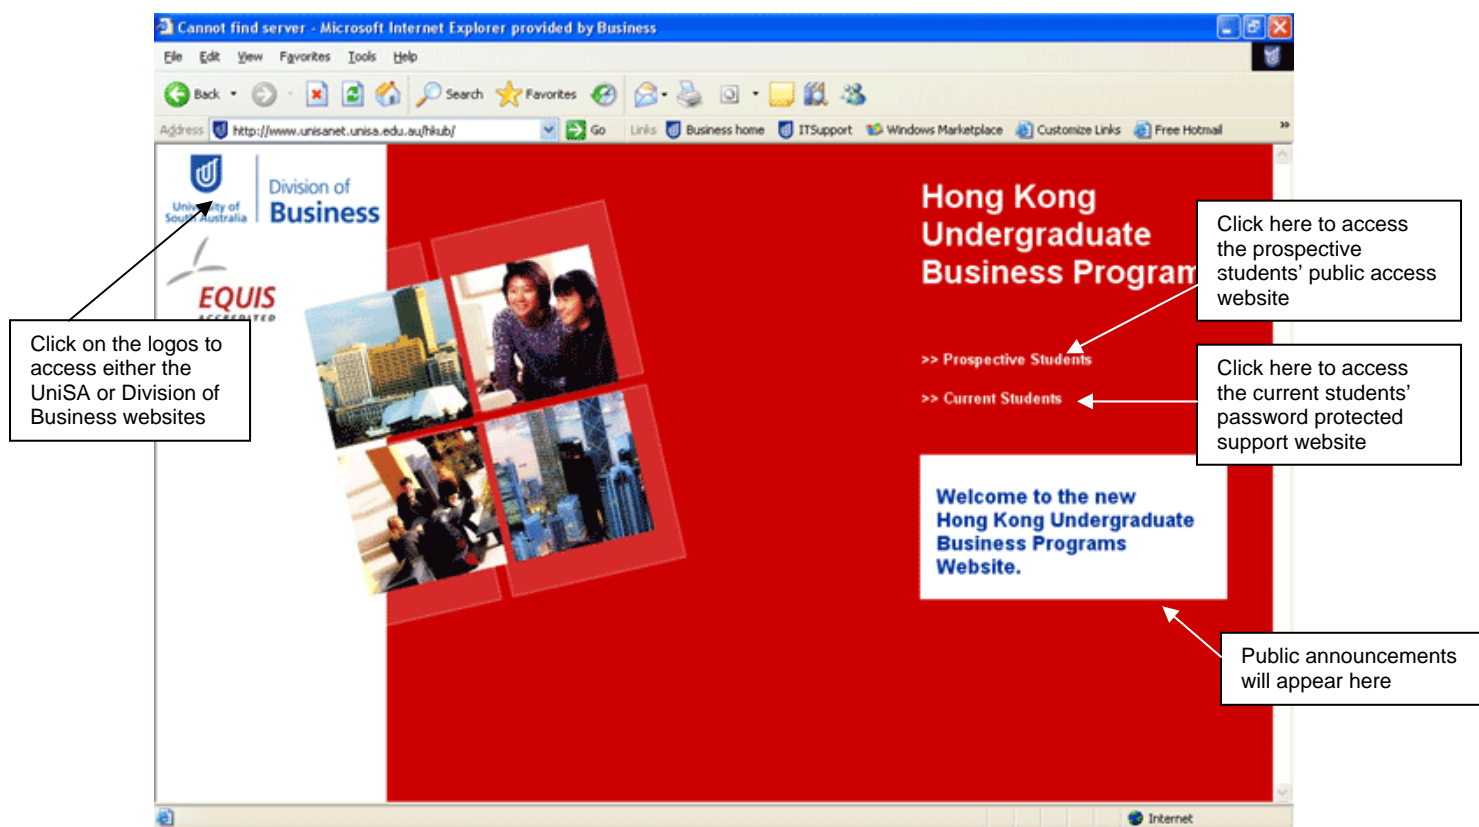 Cannot find server - Microsoft Internet Explorer provided by Business
File Edit View Favorites Tools Help
Back Search Favorites
Address http://www.unisanet.unisa.edu.au/hkub/ Go Links Business home ITSupport Windows Marketplace Customize Links Free Hotmail »
University of
South Australia
Division of
Business
EQUIS
ACCREDITED
Click on the logos to
access either the
UniSA or Division of
Business websites
Hong Kong
Undergraduate
Business Program
Click here to access
the prospective
students’ public access
website
>> Prospective Students
>> Current Students
Click here to access
the current students’
password protected
support website
Welcome to the new
Hong Kong Undergraduate
Business Programs
Website.
Public announcements
will appear here
Internet